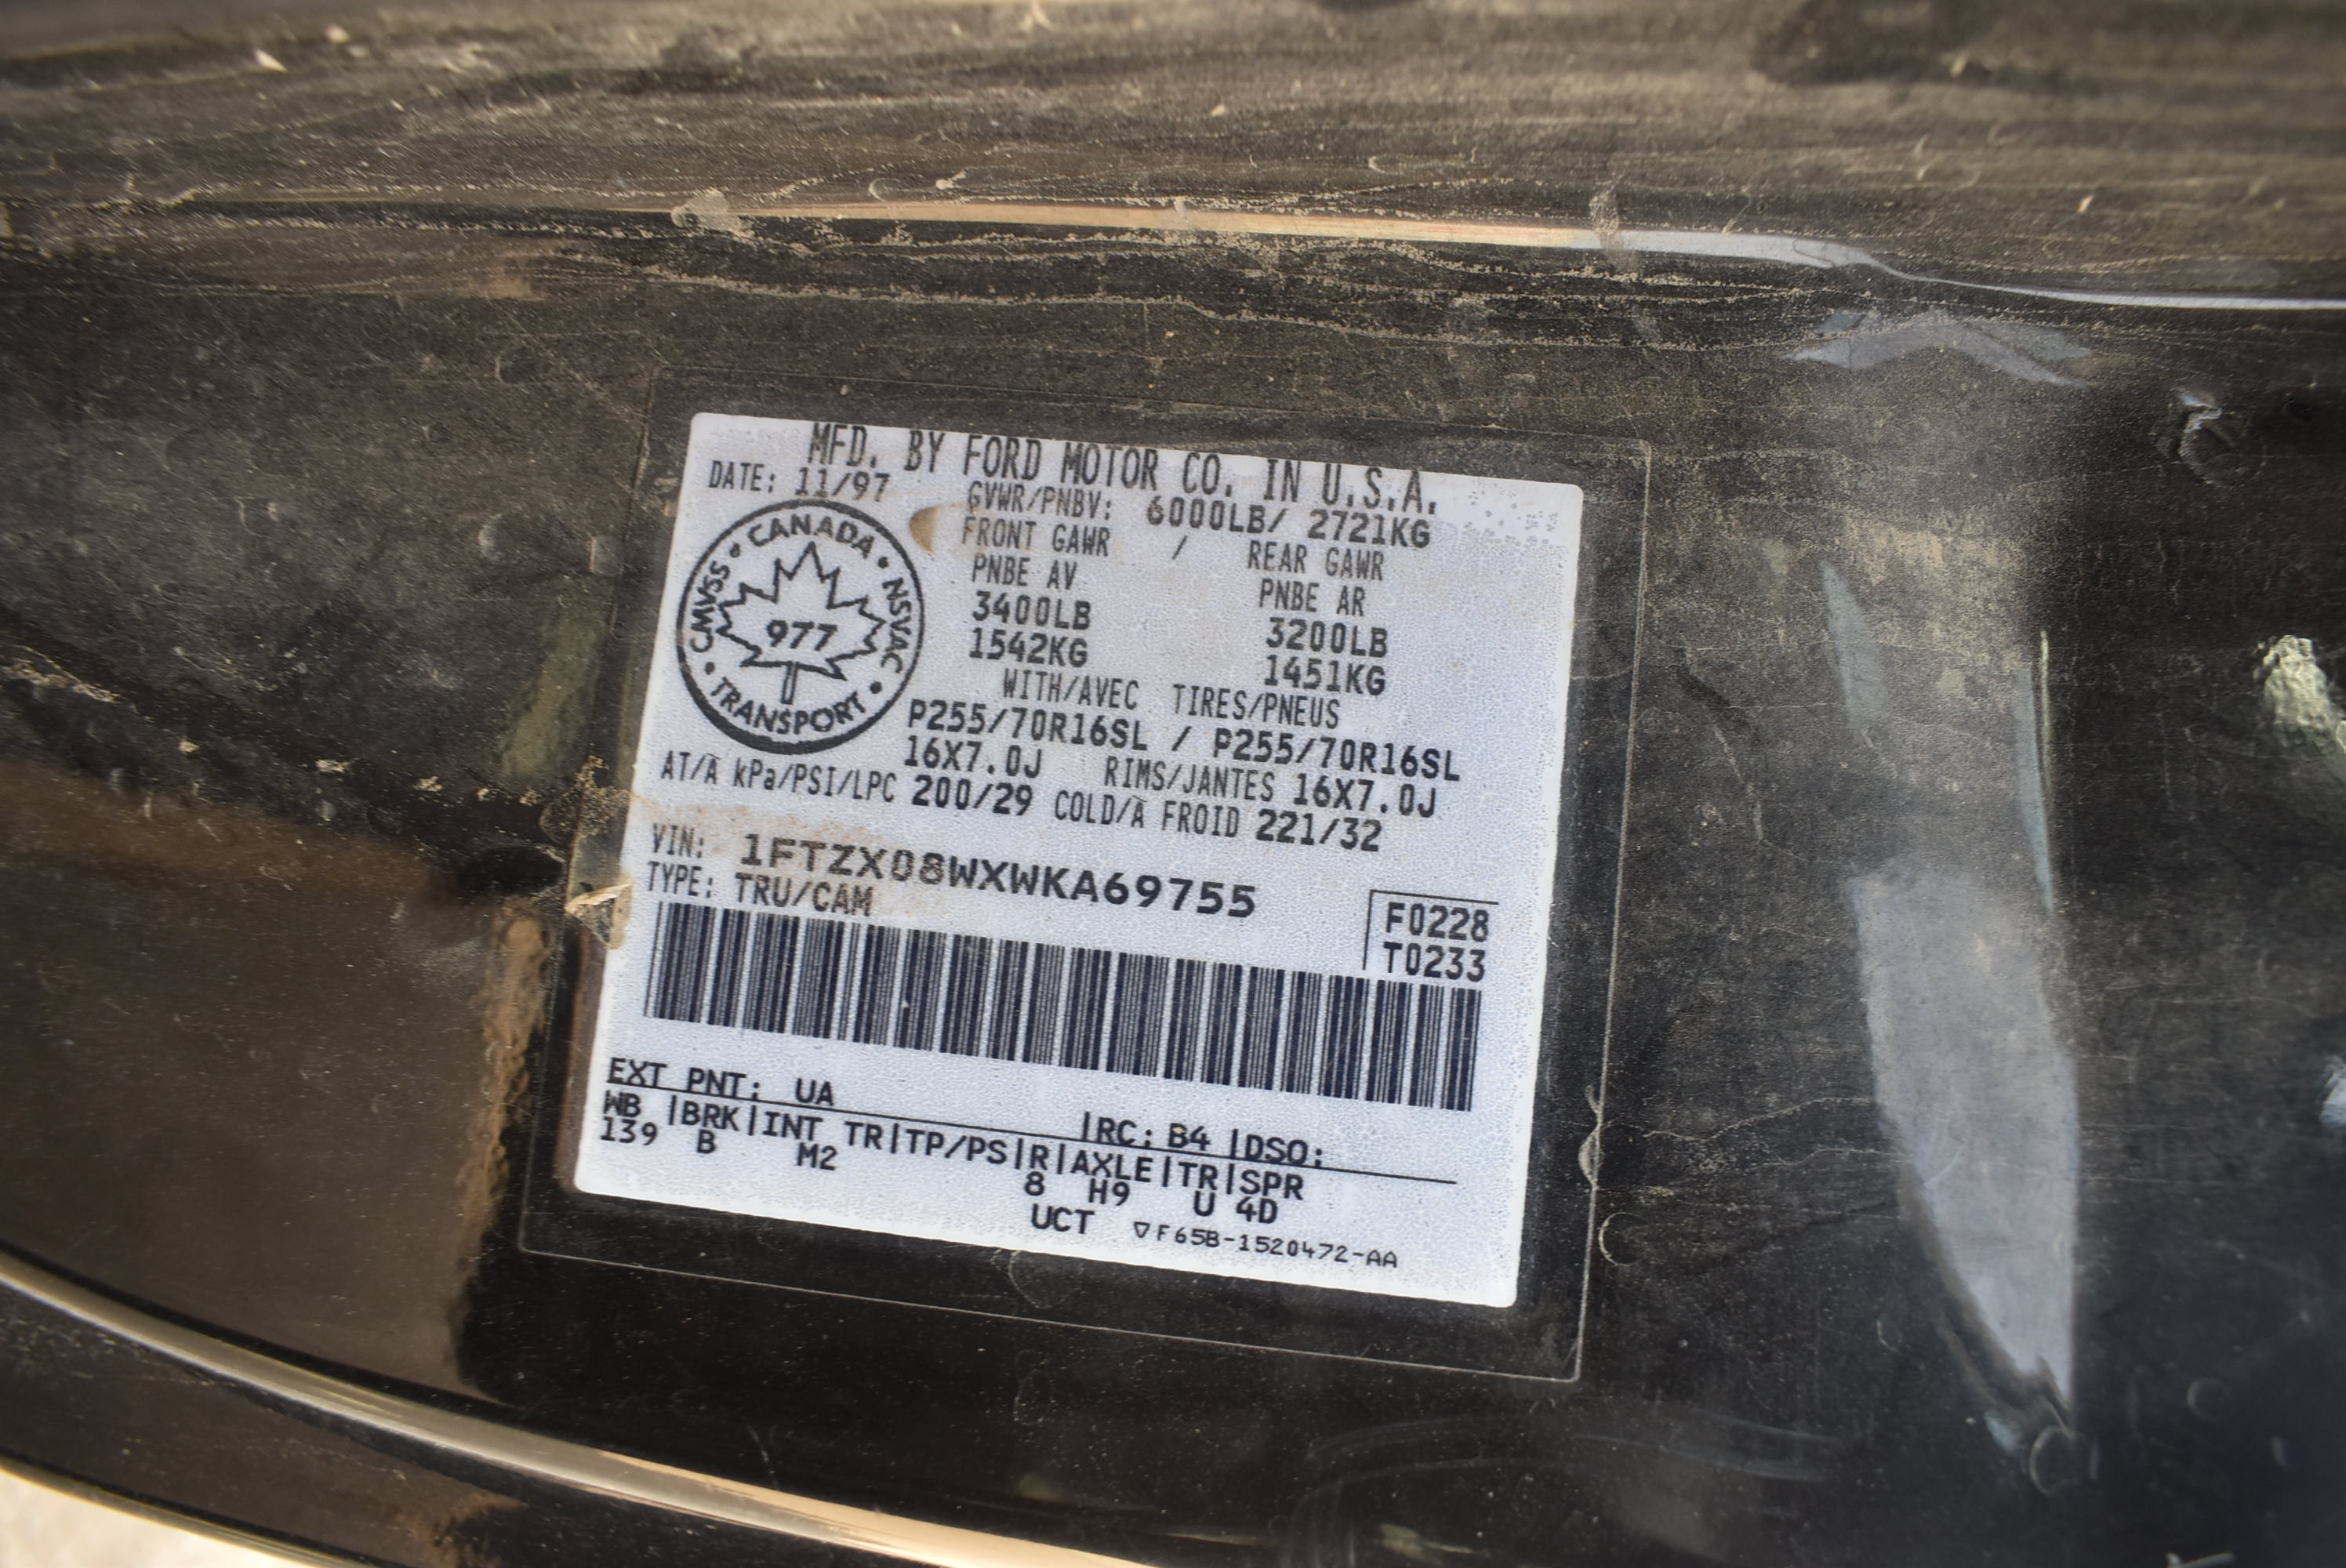 MFD. BY FORD MOTOR CO. IN U.S.A.
DATE: 11/97 GVWR/PNBV: 6000LB/ 2721KG
CANADA · NSVAC · TRANSPORT · CMVSS ·
977
FRONT GAWR / REAR GAWR
PNBE AV PNBE AR
3400LB 3200LB
1542KG 1451KG
WITH/AVEC TIRES/PNEUS
P255/70R16SL / P255/70R16SL
16X7.0J RIMS/JANTES 16X7.0J
AT/À kPa/PSI/LPC 200/29 COLD/À FROID 221/32
VIN: 1FTZX08WXWKA69755
TYPE: TRU/CAM
F0228
T0233
EXT PNT: UA |RC: B4 |DSO:
WB |BRK|INT TR|TP/PS|R|AXLE|TR|SPR
139 B M2 8 H9 U 4D
UCT ▽F65B-1520472-AA